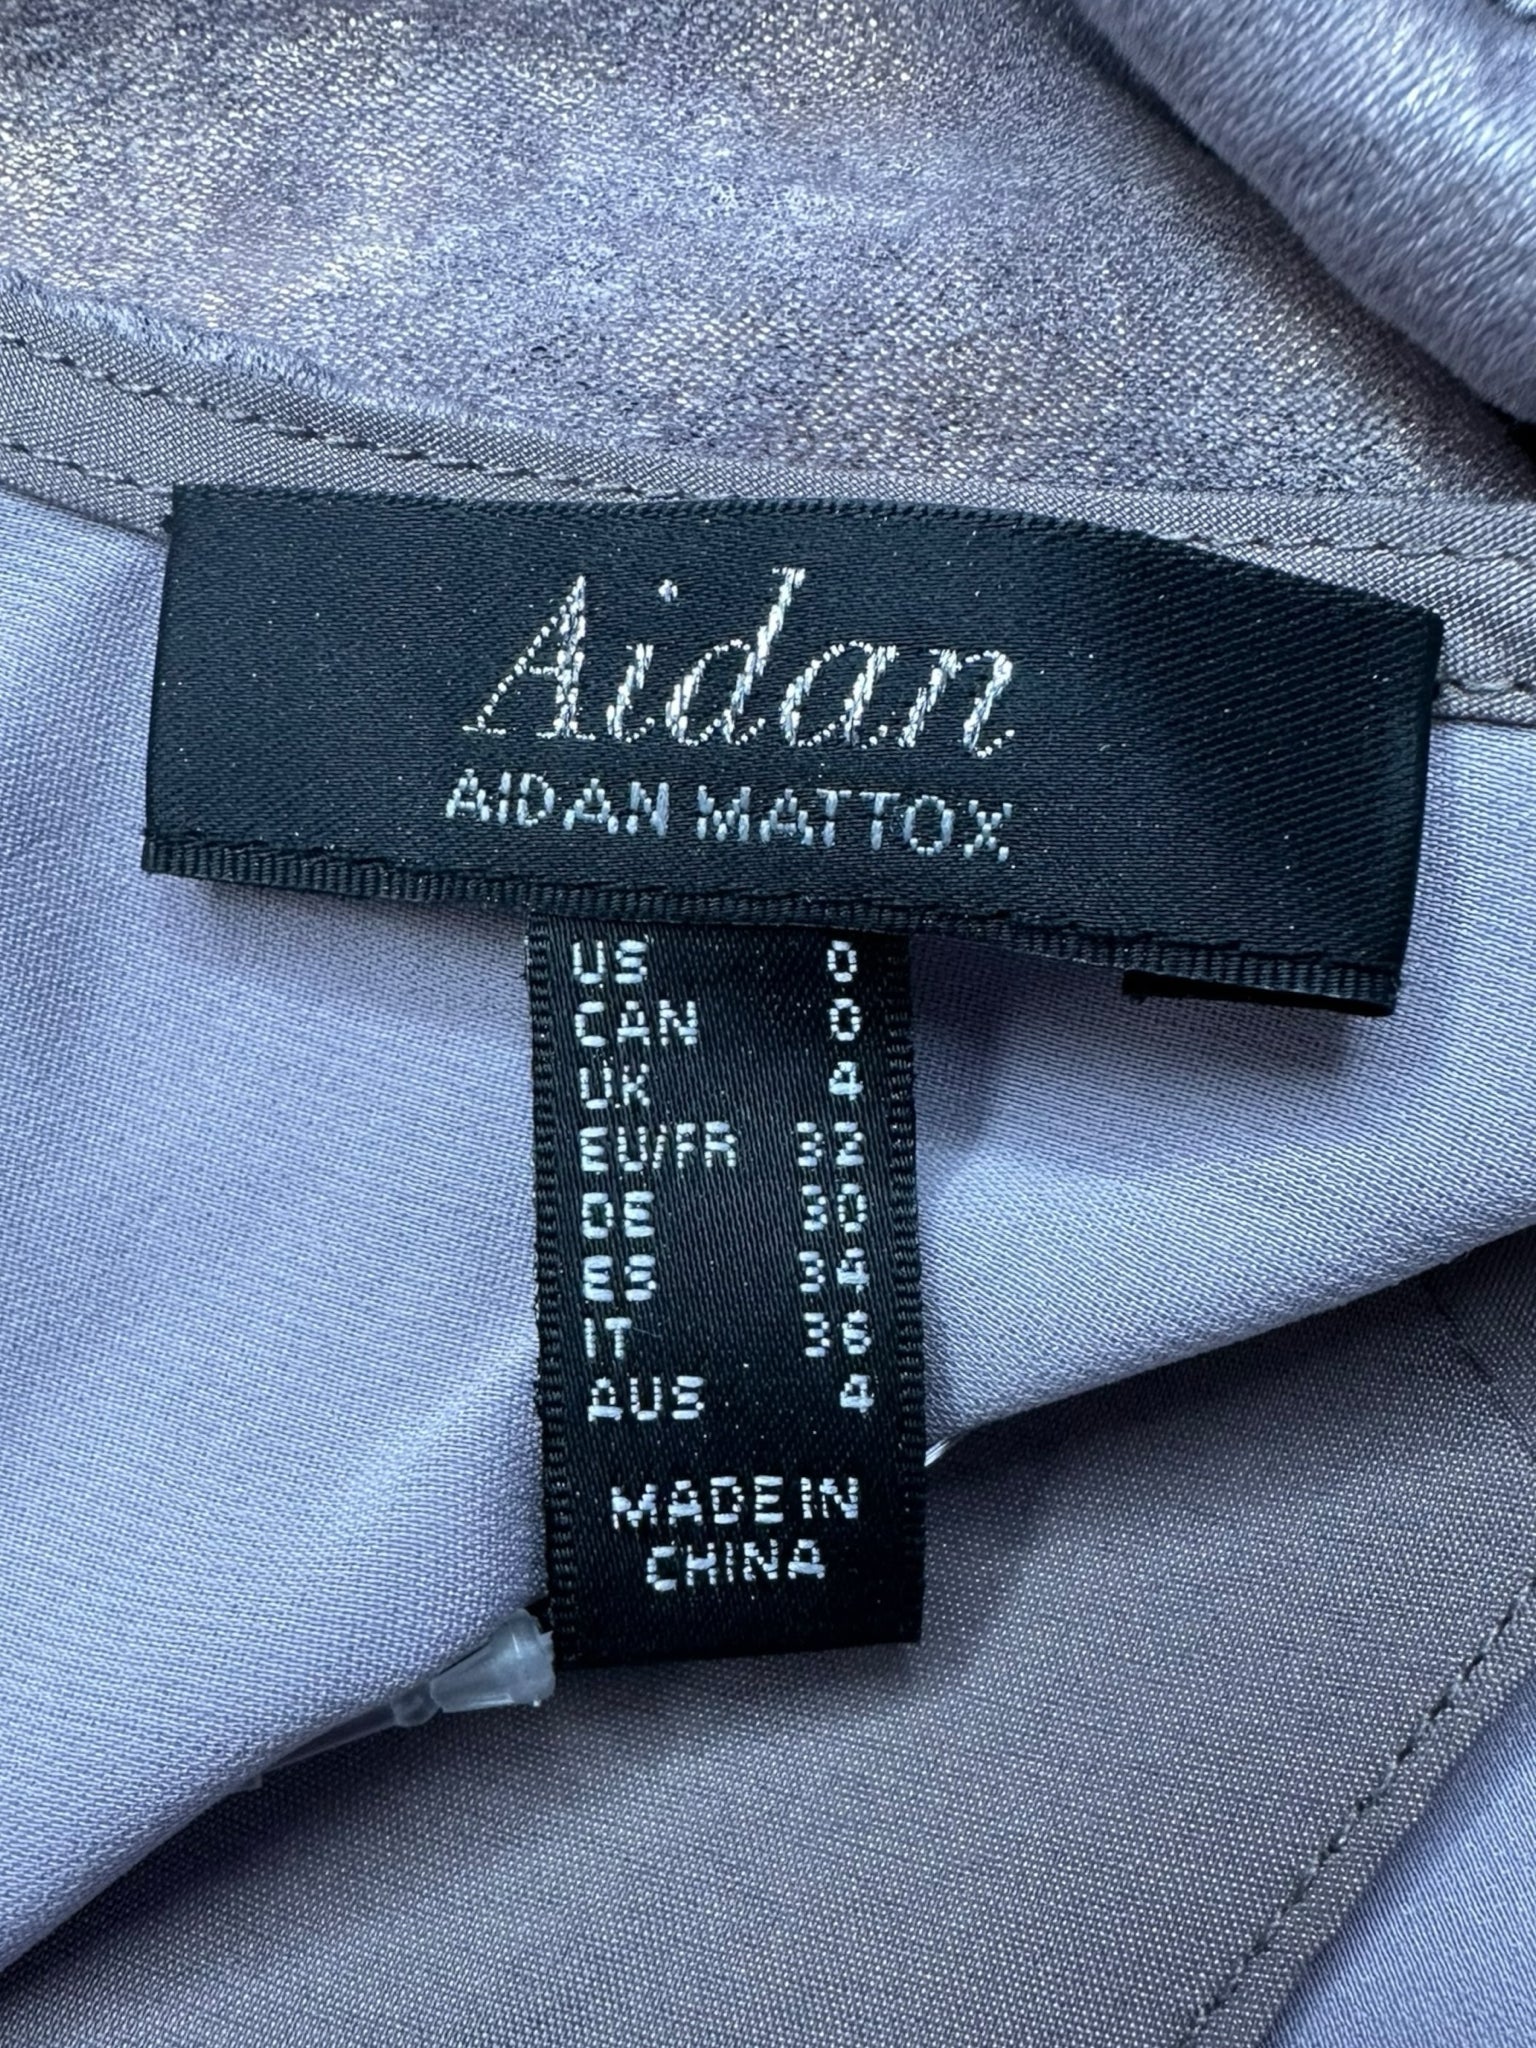 Aidan
AIDAN MATTOX
US 0
CAN 0
UK 4
EU/FR 32
DE 30
ES 34
IT 36
AUS 4
MADE IN
CHINA